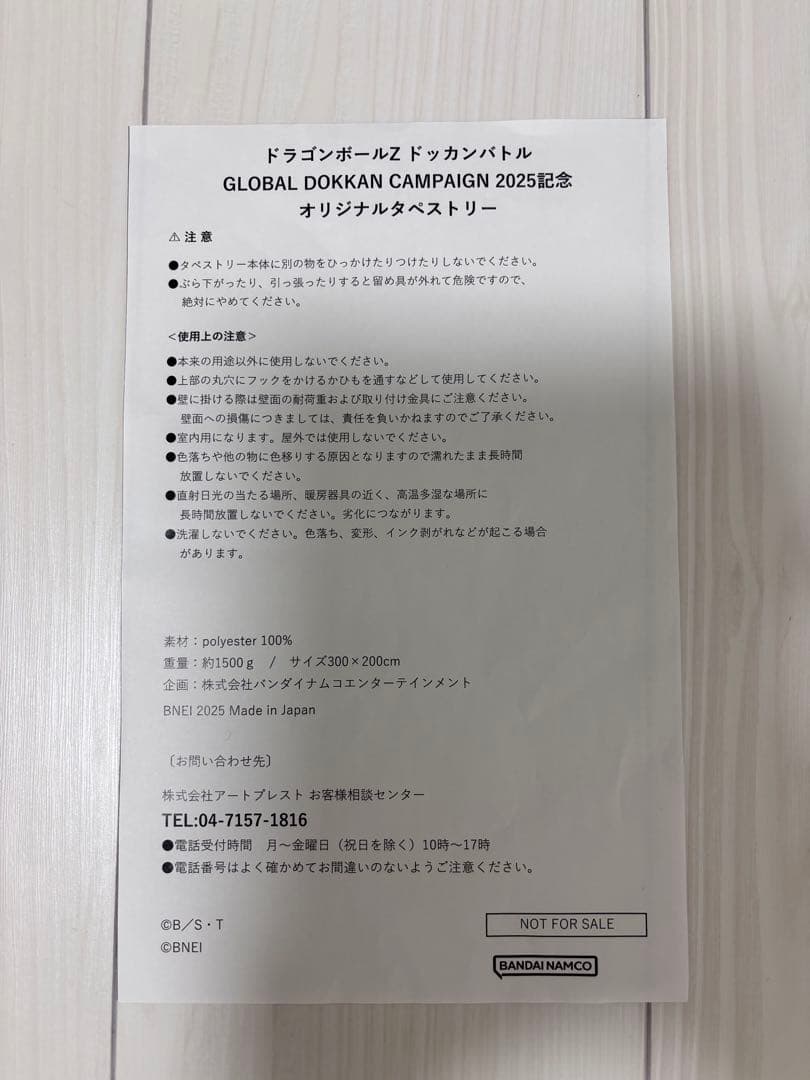 ドラゴンボールZ ドッカンバトル
GLOBAL DOKKAN CAMPAIGN 2025記念
オリジナルタペストリー
⚠注 意
●タペストリー本体に別の物をひっかけたりつけたりしないでください。
●ぶら下がったり、引っ張ったりすると留め具が外れて危険ですので、
絶対にやめてください。
＜使用上の注意＞
●本来の用途以外に使用しないでください。
●上部の丸穴にフックをかけるかひもを通すなどして使用してください。
●壁に掛ける際は壁面の耐荷重および取り付け金具にご注意ください。
壁面への損傷につきましては、責任を負いかねますのでご了承ください。
●室内用になります。屋外では使用しないでください。
●色落ちや他の物に色移りする原因となりますので濡れたまま長時間
放置しないでください。
●直射日光の当たる場所、暖房器具の近く、高温多湿な場所に
長時間放置しないでください。劣化につながります。
●洗濯しないでください。色落ち、変形、インク剥がれなどが起こる場合
があります。
素材：polyester 100%
重量：約1500ｇ / サイズ300×200cm
企画：株式会社バンダイナムコエンターテインメント
BNEI 2025 Made in Japan
〔お問い合わせ先〕
株式会社アートプレスト お客様相談センター
TEL:04-7157-1816
●電話受付時間　月～金曜日（祝日を除く）10時～17時
●電話番号はよく確かめてお間違いのないようご注意ください。
©B／S・T
©BNEI
NOT FOR SALE
BANDAI NAMCO